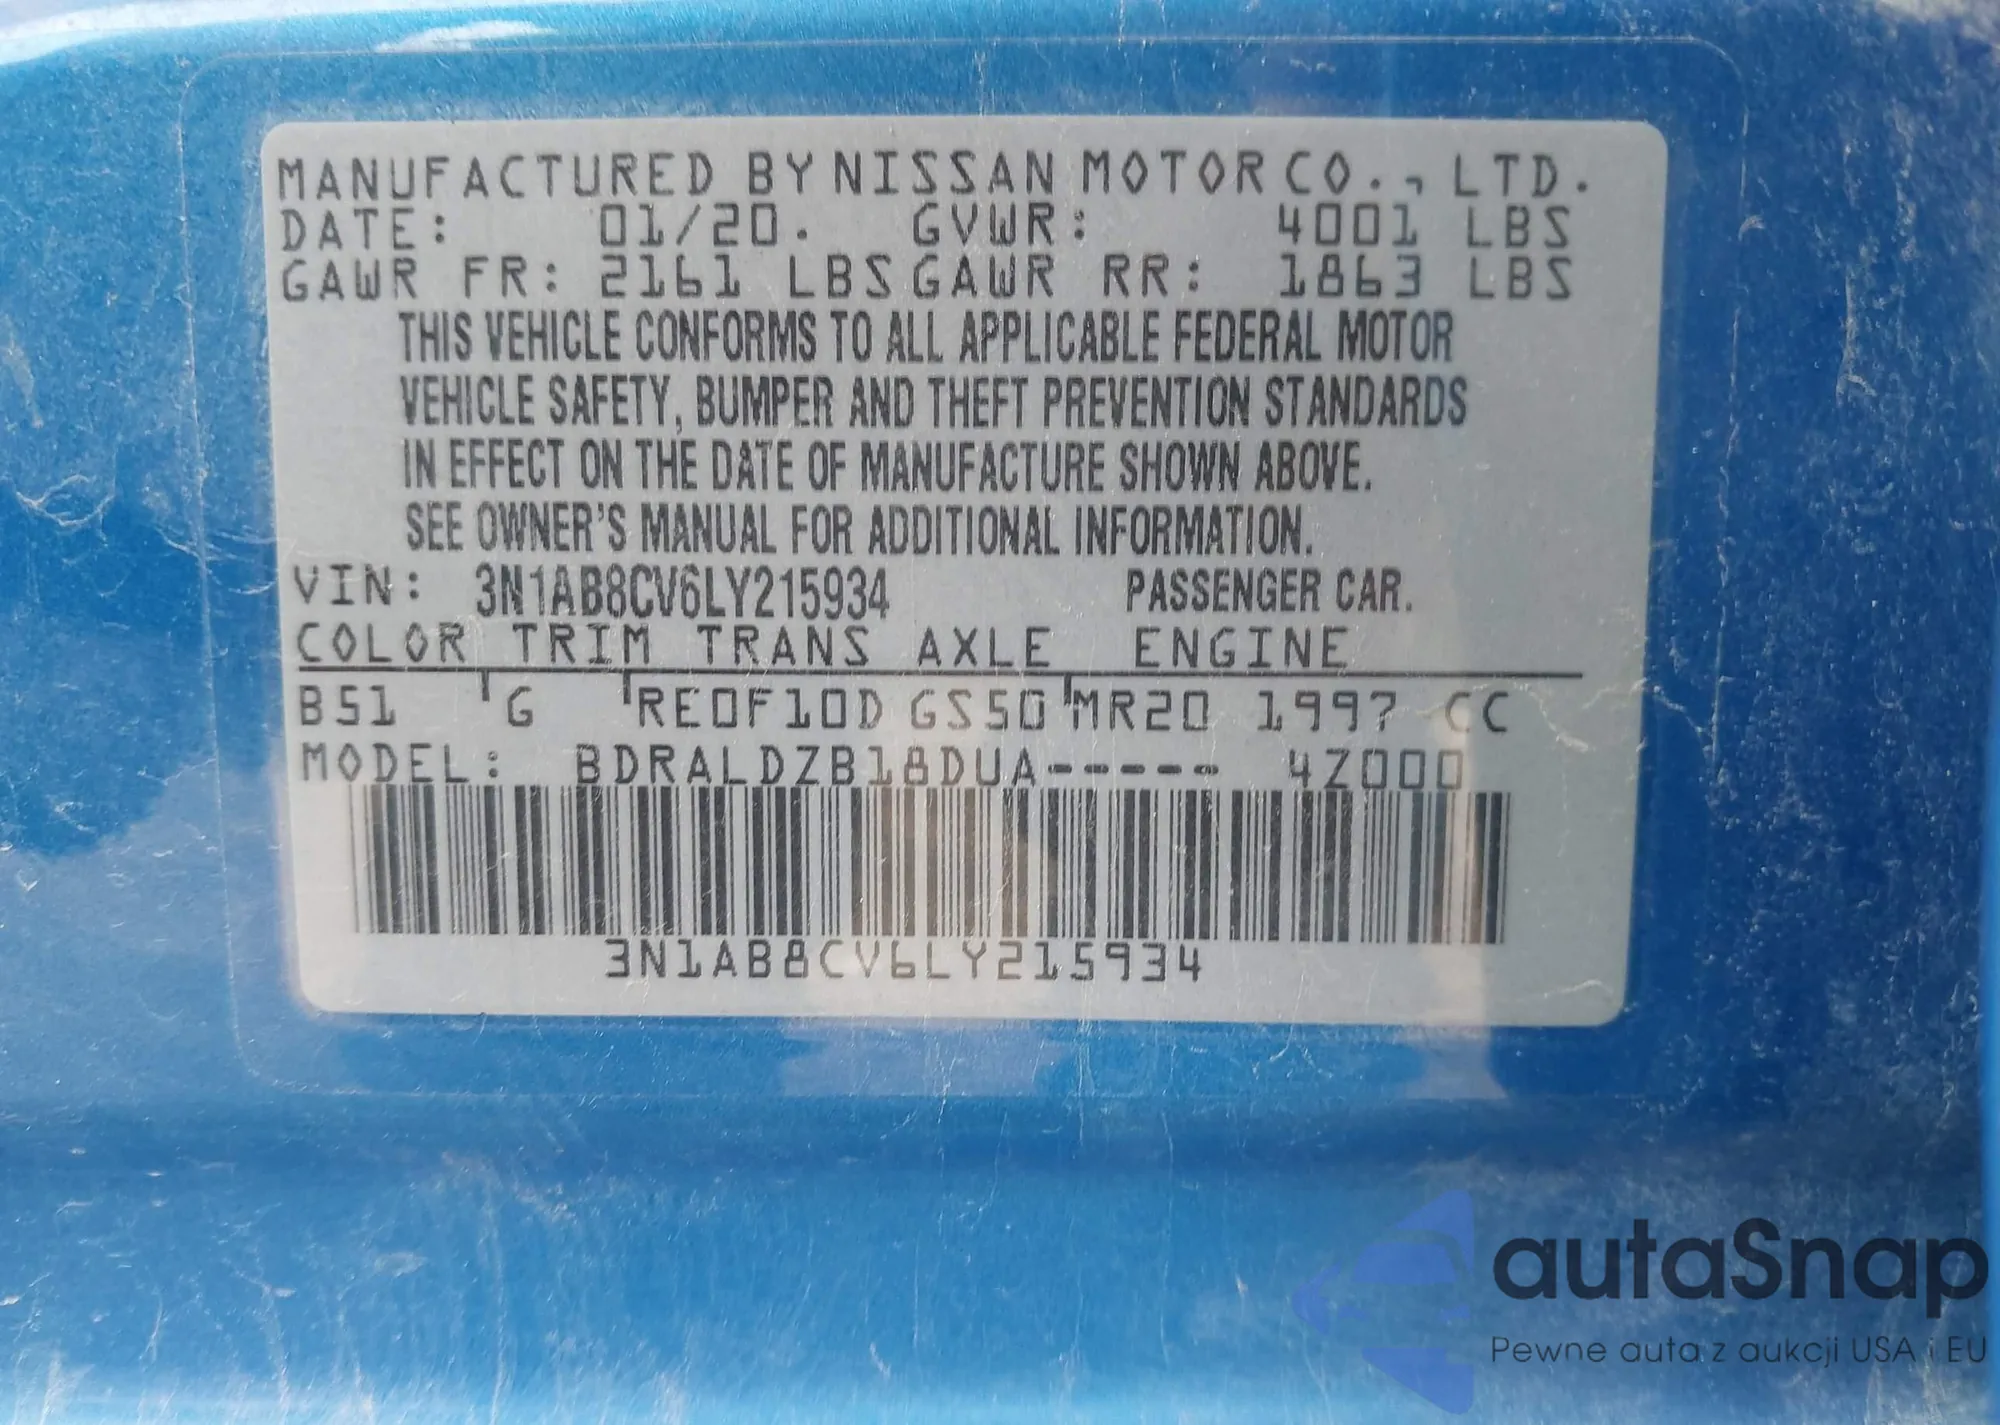 MANUFACTURED BY NISSAN MOTOR CO., LTD.
DATE: 01/20. GVWR: 4001 LBS
GAWR FR: 2161 LBS GAWR RR: 1863 LBS
THIS VEHICLE CONFORMS TO ALL APPLICABLE FEDERAL MOTOR
VEHICLE SAFETY, BUMPER AND THEFT PREVENTION STANDARDS
IN EFFECT ON THE DATE OF MANUFACTURE SHOWN ABOVE.
SEE OWNER'S MANUAL FOR ADDITIONAL INFORMATION.
VIN: 3N1AB8CV6LY215934 PASSENGER CAR.
COLOR TRIM TRANS AXLE ENGINE
B51 G RE0F10D GS50 MR20 1997 CC
MODEL: BDRALDZB18DUA----- 4Z000
3N1AB8CV6LY215934
autaSnap
Pewne auta z aukcji USA i EU